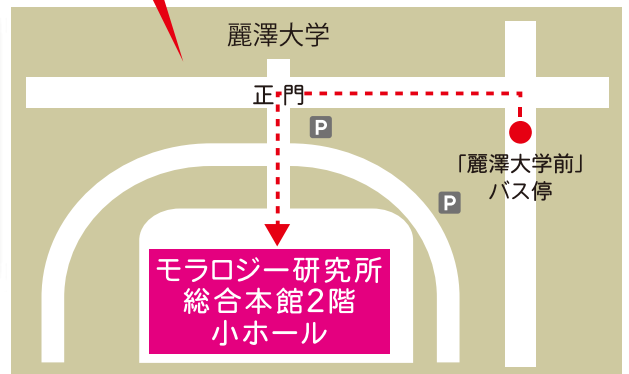 麗澤大学
正門
P
「麗澤大学前」
バス停
P
モラロジー研究所
総合本館2階
小ホール